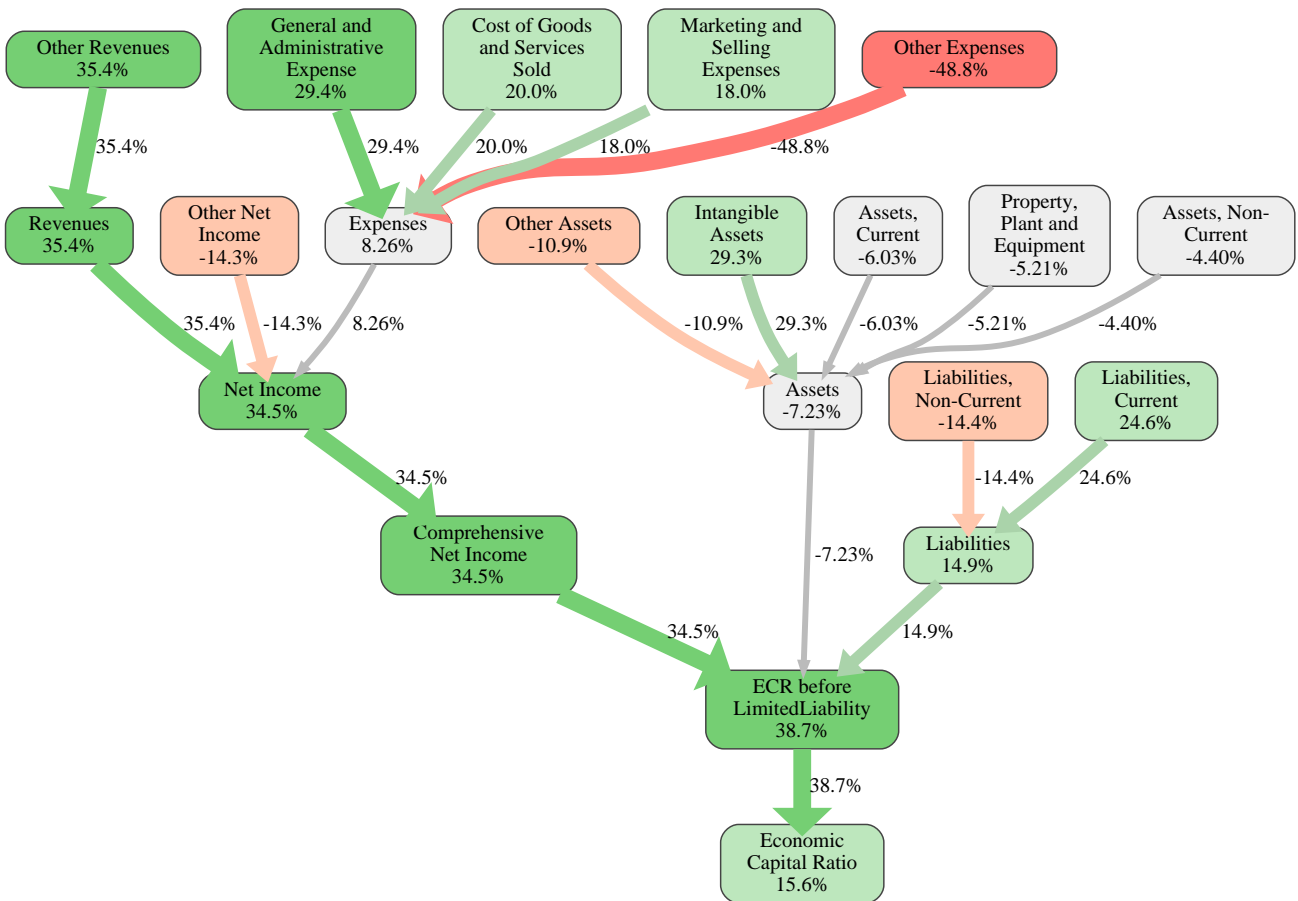 General and
Administrative
Expense
29.4%
Cost of Goods
and Services
Sold
20.0%
Marketing and
Selling
Expenses
18.0%
Other Revenues
35.4%
Other Expenses
-48.8%
35.4%
29.4%
20.0%
18.0%
-48.8%
Revenues
35.4%
Other Net
Income
-14.3%
Expenses
8.26%
Other Assets
-10.9%
Intangible
Assets
29.3%
Assets,
Current
-6.03%
Property,
Plant and
Equipment
-5.21%
Assets, Non-
Current
-4.40%
35.4%
-14.3%
8.26%
-10.9%
29.3%
-6.03%
-5.21%
-4.40%
Net Income
34.5%
Assets
-7.23%
Liabilities,
Non-Current
-14.4%
Liabilities,
Current
24.6%
34.5%
-14.4%
24.6%
Comprehensive
Net Income
34.5%
-7.23%
Liabilities
14.9%
34.5%
14.9%
ECR before
LimitedLiability
38.7%
38.7%
Economic
Capital Ratio
15.6%